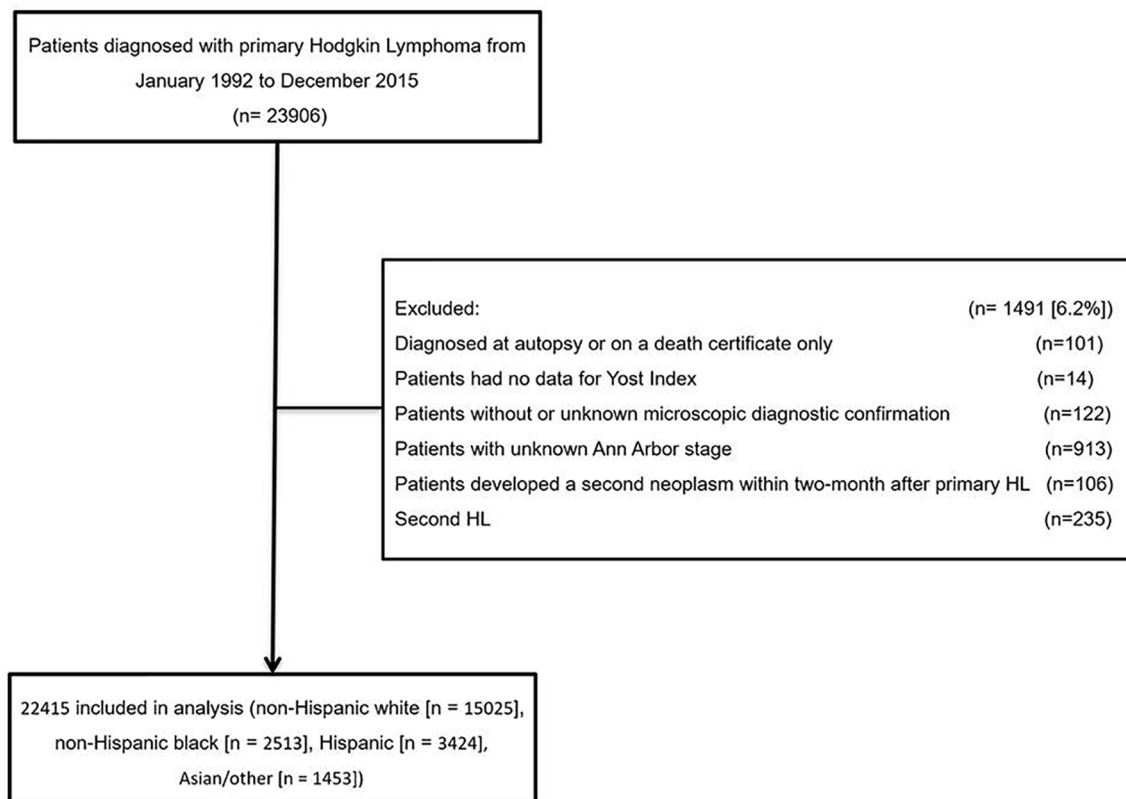 Patients diagnosed with primary Hodgkin Lymphoma from
January 1992 to December 2015
(n= 23906)
Excluded: (n= 1491 [6.2%])
Diagnosed at autopsy or on a death certificate only (n=101)
Patients had no data for Yost Index (n=14)
Patients without or unknown microscopic diagnostic confirmation (n=122)
Patients with unknown Ann Arbor stage (n=913)
Patients developed a second neoplasm within two-month after primary HL (n=106)
Second HL (n=235)
22415 included in analysis (non-Hispanic white [n = 15025],
non-Hispanic black [n = 2513], Hispanic [n = 3424],
Asian/other [n = 1453])